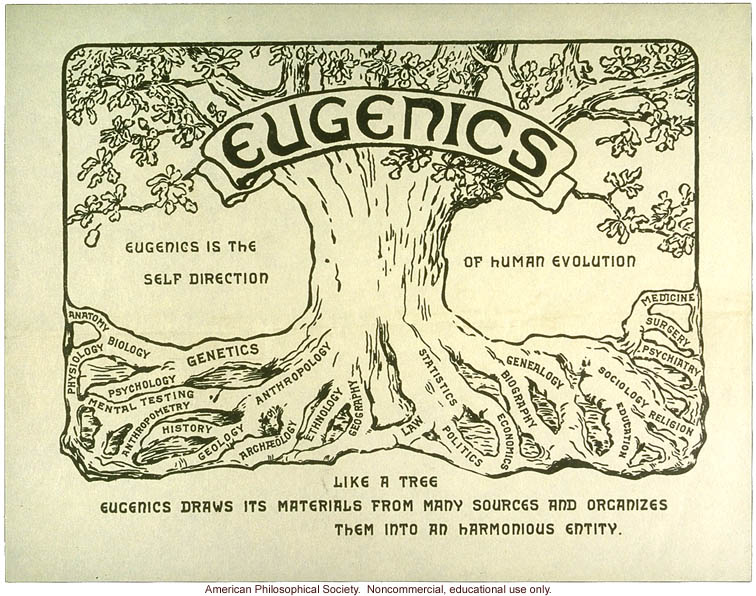 EUGENICS
EUGENICS IS THE
SELF DIRECTION
OF HUMAN EVOLUTION
ANATOMY
BIOLOGY
GENETICS
PHYSIOLOGY
PSYCHOLOGY
MENTAL TESTING
ANTHROPOMETRY
HISTORY
GEOLOGY
ANTHROPOLOGY
ARCHÆOLOGY
ETHNOLOGY
GEOGRAPHY
LAW
STATISTICS
POLITICS
ECONOMICS
BIOGRAPHY
GENEALOGY
EDUCATION
SOCIOLOGY
RELIGION
PSYCHIATRY
SURGERY
MEDICINE
LIKE A TREE
EUGENICS DRAWS ITS MATERIALS FROM MANY SOURCES AND ORGANIZES
THEM INTO AN HARMONIOUS ENTITY.
American Philosophical Society. Noncommercial, educational use only.